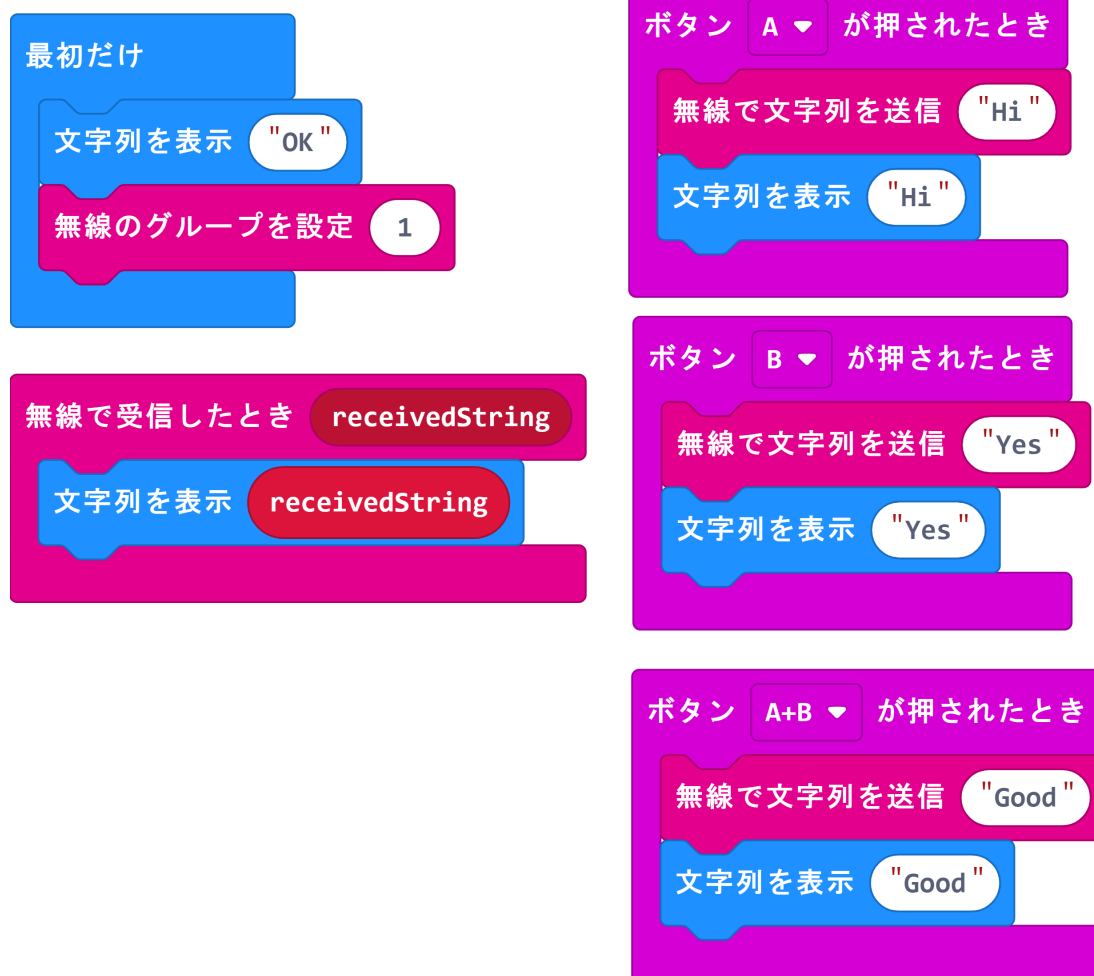 最初だけ
文字列を表示 "OK"
無線のグループを設定 1
無線で受信したとき receivedString
文字列を表示 receivedString
ボタン A が押されたとき
無線で文字列を送信 "Hi"
文字列を表示 "Hi"
ボタン B が押されたとき
無線で文字列を送信 "Yes"
文字列を表示 "Yes"
ボタン A+B が押されたとき
無線で文字列を送信 "Good"
文字列を表示 "Good"